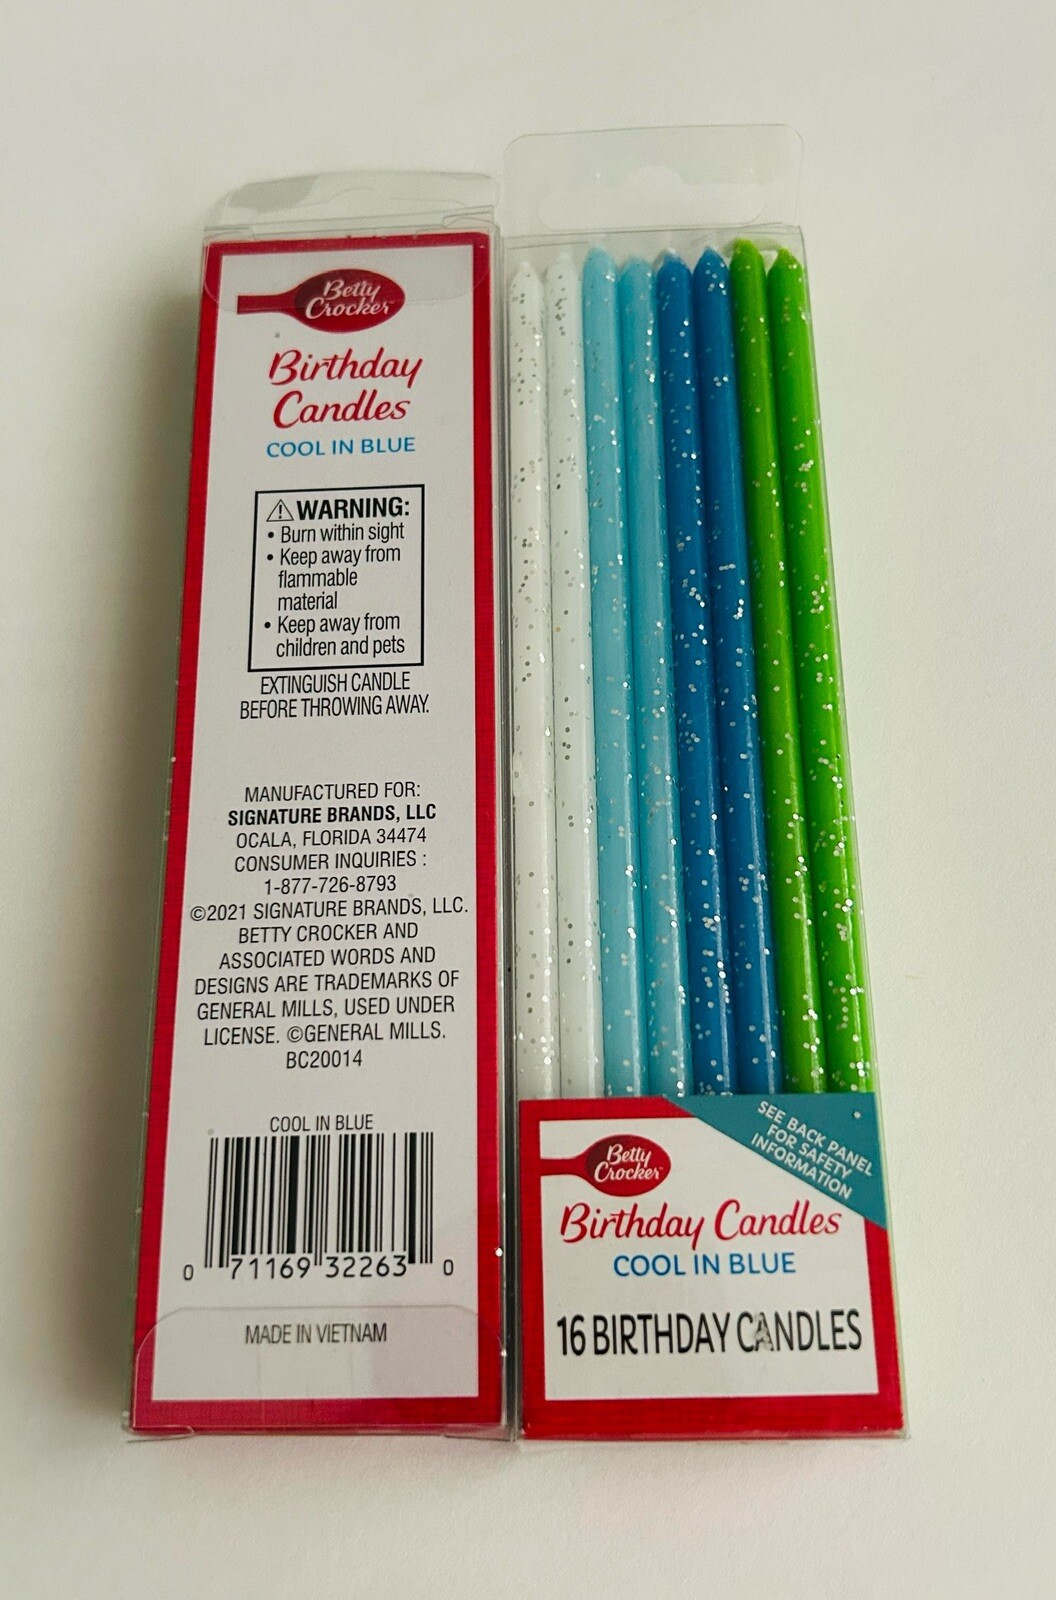 Betty
Crocker™
Birthday
Candles
COOL IN BLUE
⚠WARNING:
• Burn within sight
• Keep away from
flammable
material
• Keep away from
children and pets
EXTINGUISH CANDLE
BEFORE THROWING AWAY.
MANUFACTURED FOR:
SIGNATURE BRANDS, LLC
OCALA, FLORIDA 34474
CONSUMER INQUIRIES :
1-877-726-8793
©2021 SIGNATURE BRANDS, LLC.
BETTY CROCKER AND
ASSOCIATED WORDS AND
DESIGNS ARE TRADEMARKS OF
GENERAL MILLS, USED UNDER
LICENSE. ©GENERAL MILLS.
BC20014
COOL IN BLUE
0 71169 32263 0
MADE IN VIETNAM
SEE BACK PANEL
FOR SAFETY
INFORMATION
Betty
Crocker™
Birthday Candles
COOL IN BLUE
16 BIRTHDAY CANDLES